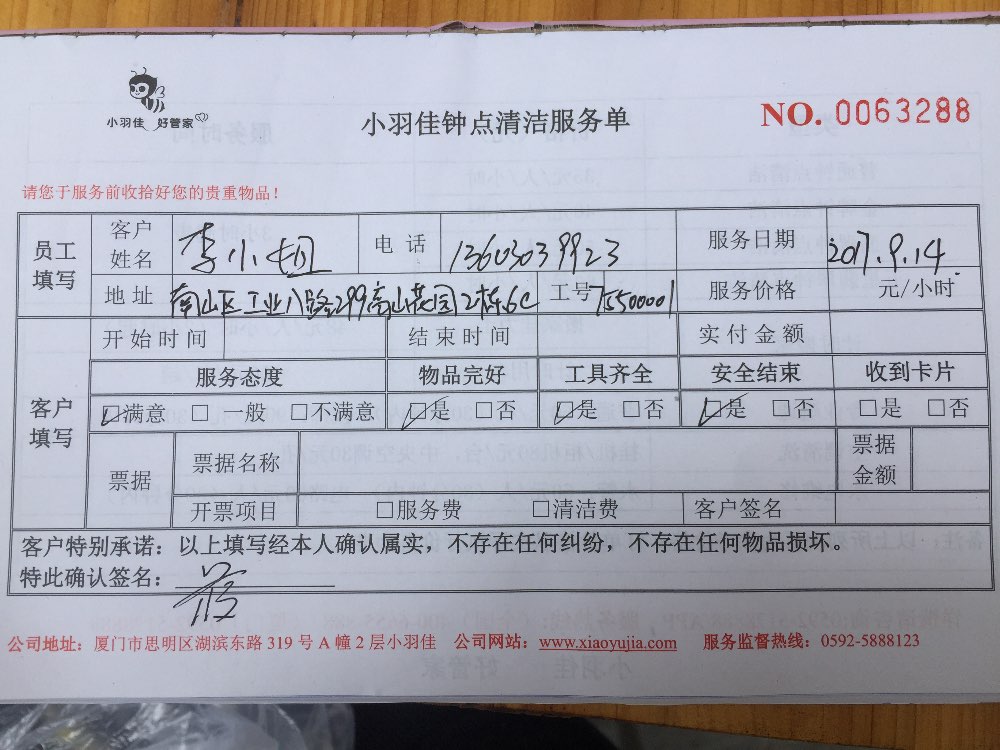 小羽佳 好管家
小羽佳钟点清洁服务单
NO. 0063288
请您于服务前收拾好您的贵重物品！
员工填写
客户姓名 李小姐 电话 13603039923 服务日期 2017.9.14
地址 南山区工业八路299高山花园2栋6C 工号 75500001 服务价格 元/小时
客户填写
开始时间 结束时间 实付金额
服务态度 物品完好 工具齐全 安全结束 收到卡片
☑满意 □ 一般 □不满意 ☑是 □否 ☑是 □否 ☑是 □否 □是 □否
票据 票据名称 票据金额
开票项目 □服务费 □清洁费 客户签名
客户特别承诺：以上填写经本人确认属实，不存在任何纠纷，不存在任何物品损坏。
特此确认签名：
公司地址：厦门市思明区湖滨东路 319 号 A 幢 2 层小羽佳 公司网站：www.xiaoyujia.com 服务监督热线：0592-5888123